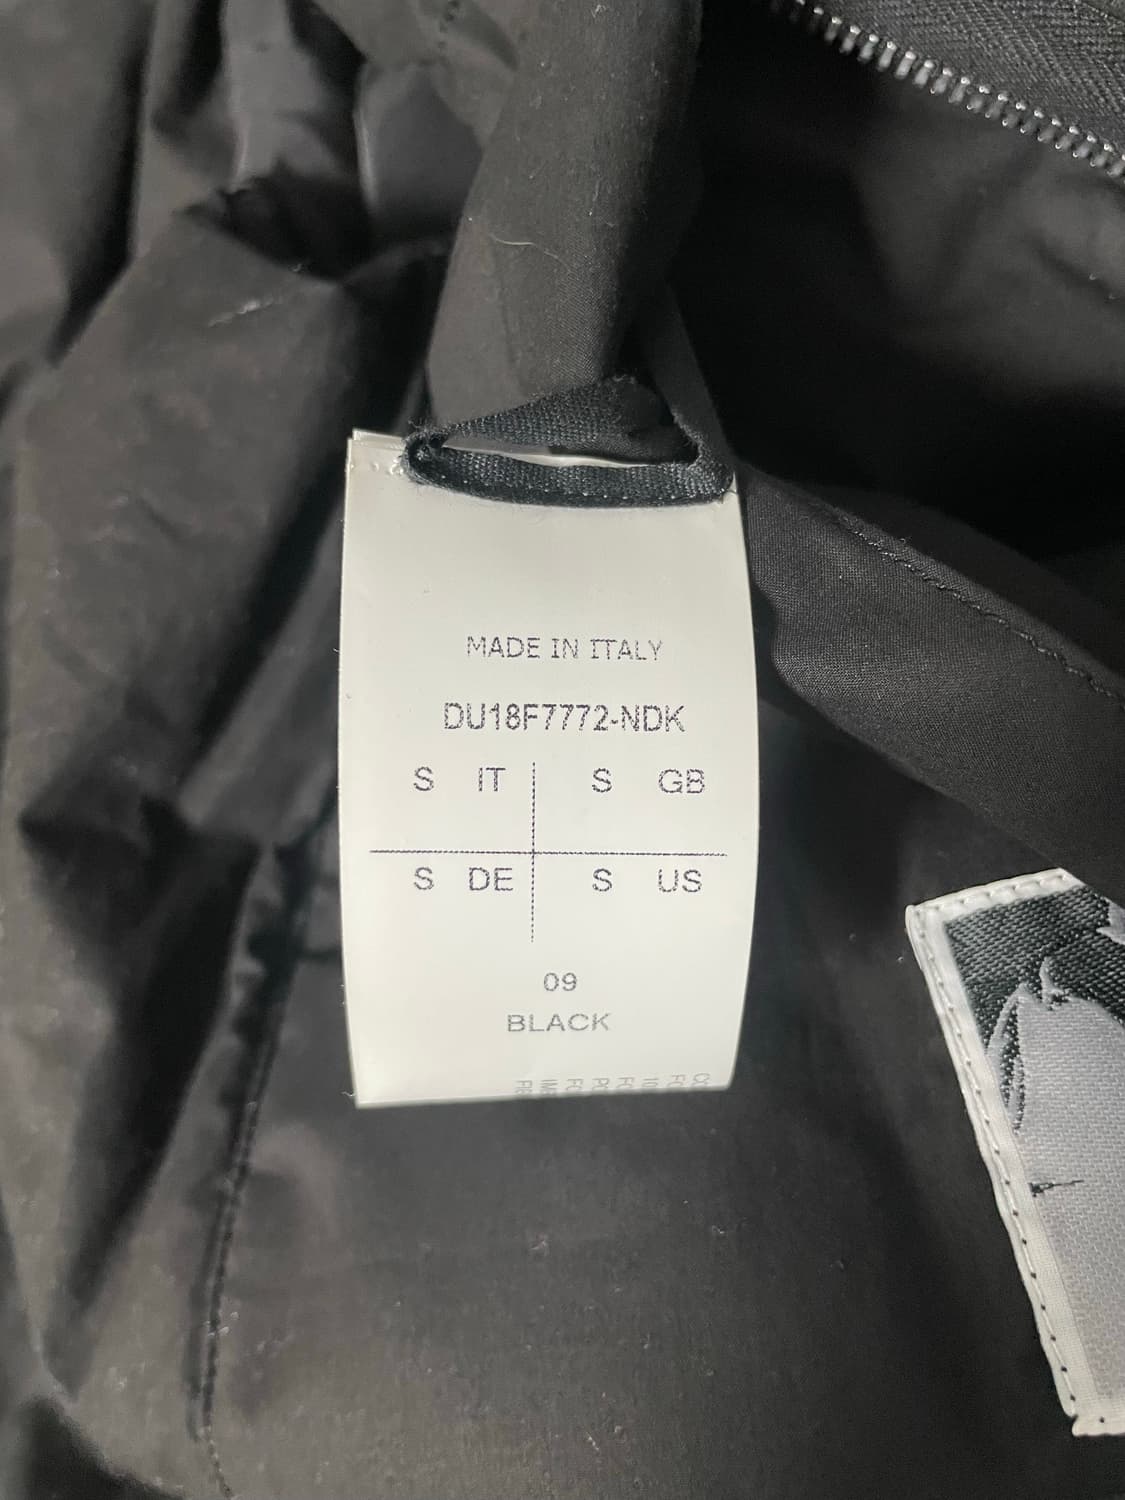 MADE IN ITALY
DU18F7772-NDK
S IT S GB
S DE S US
09
BLACK